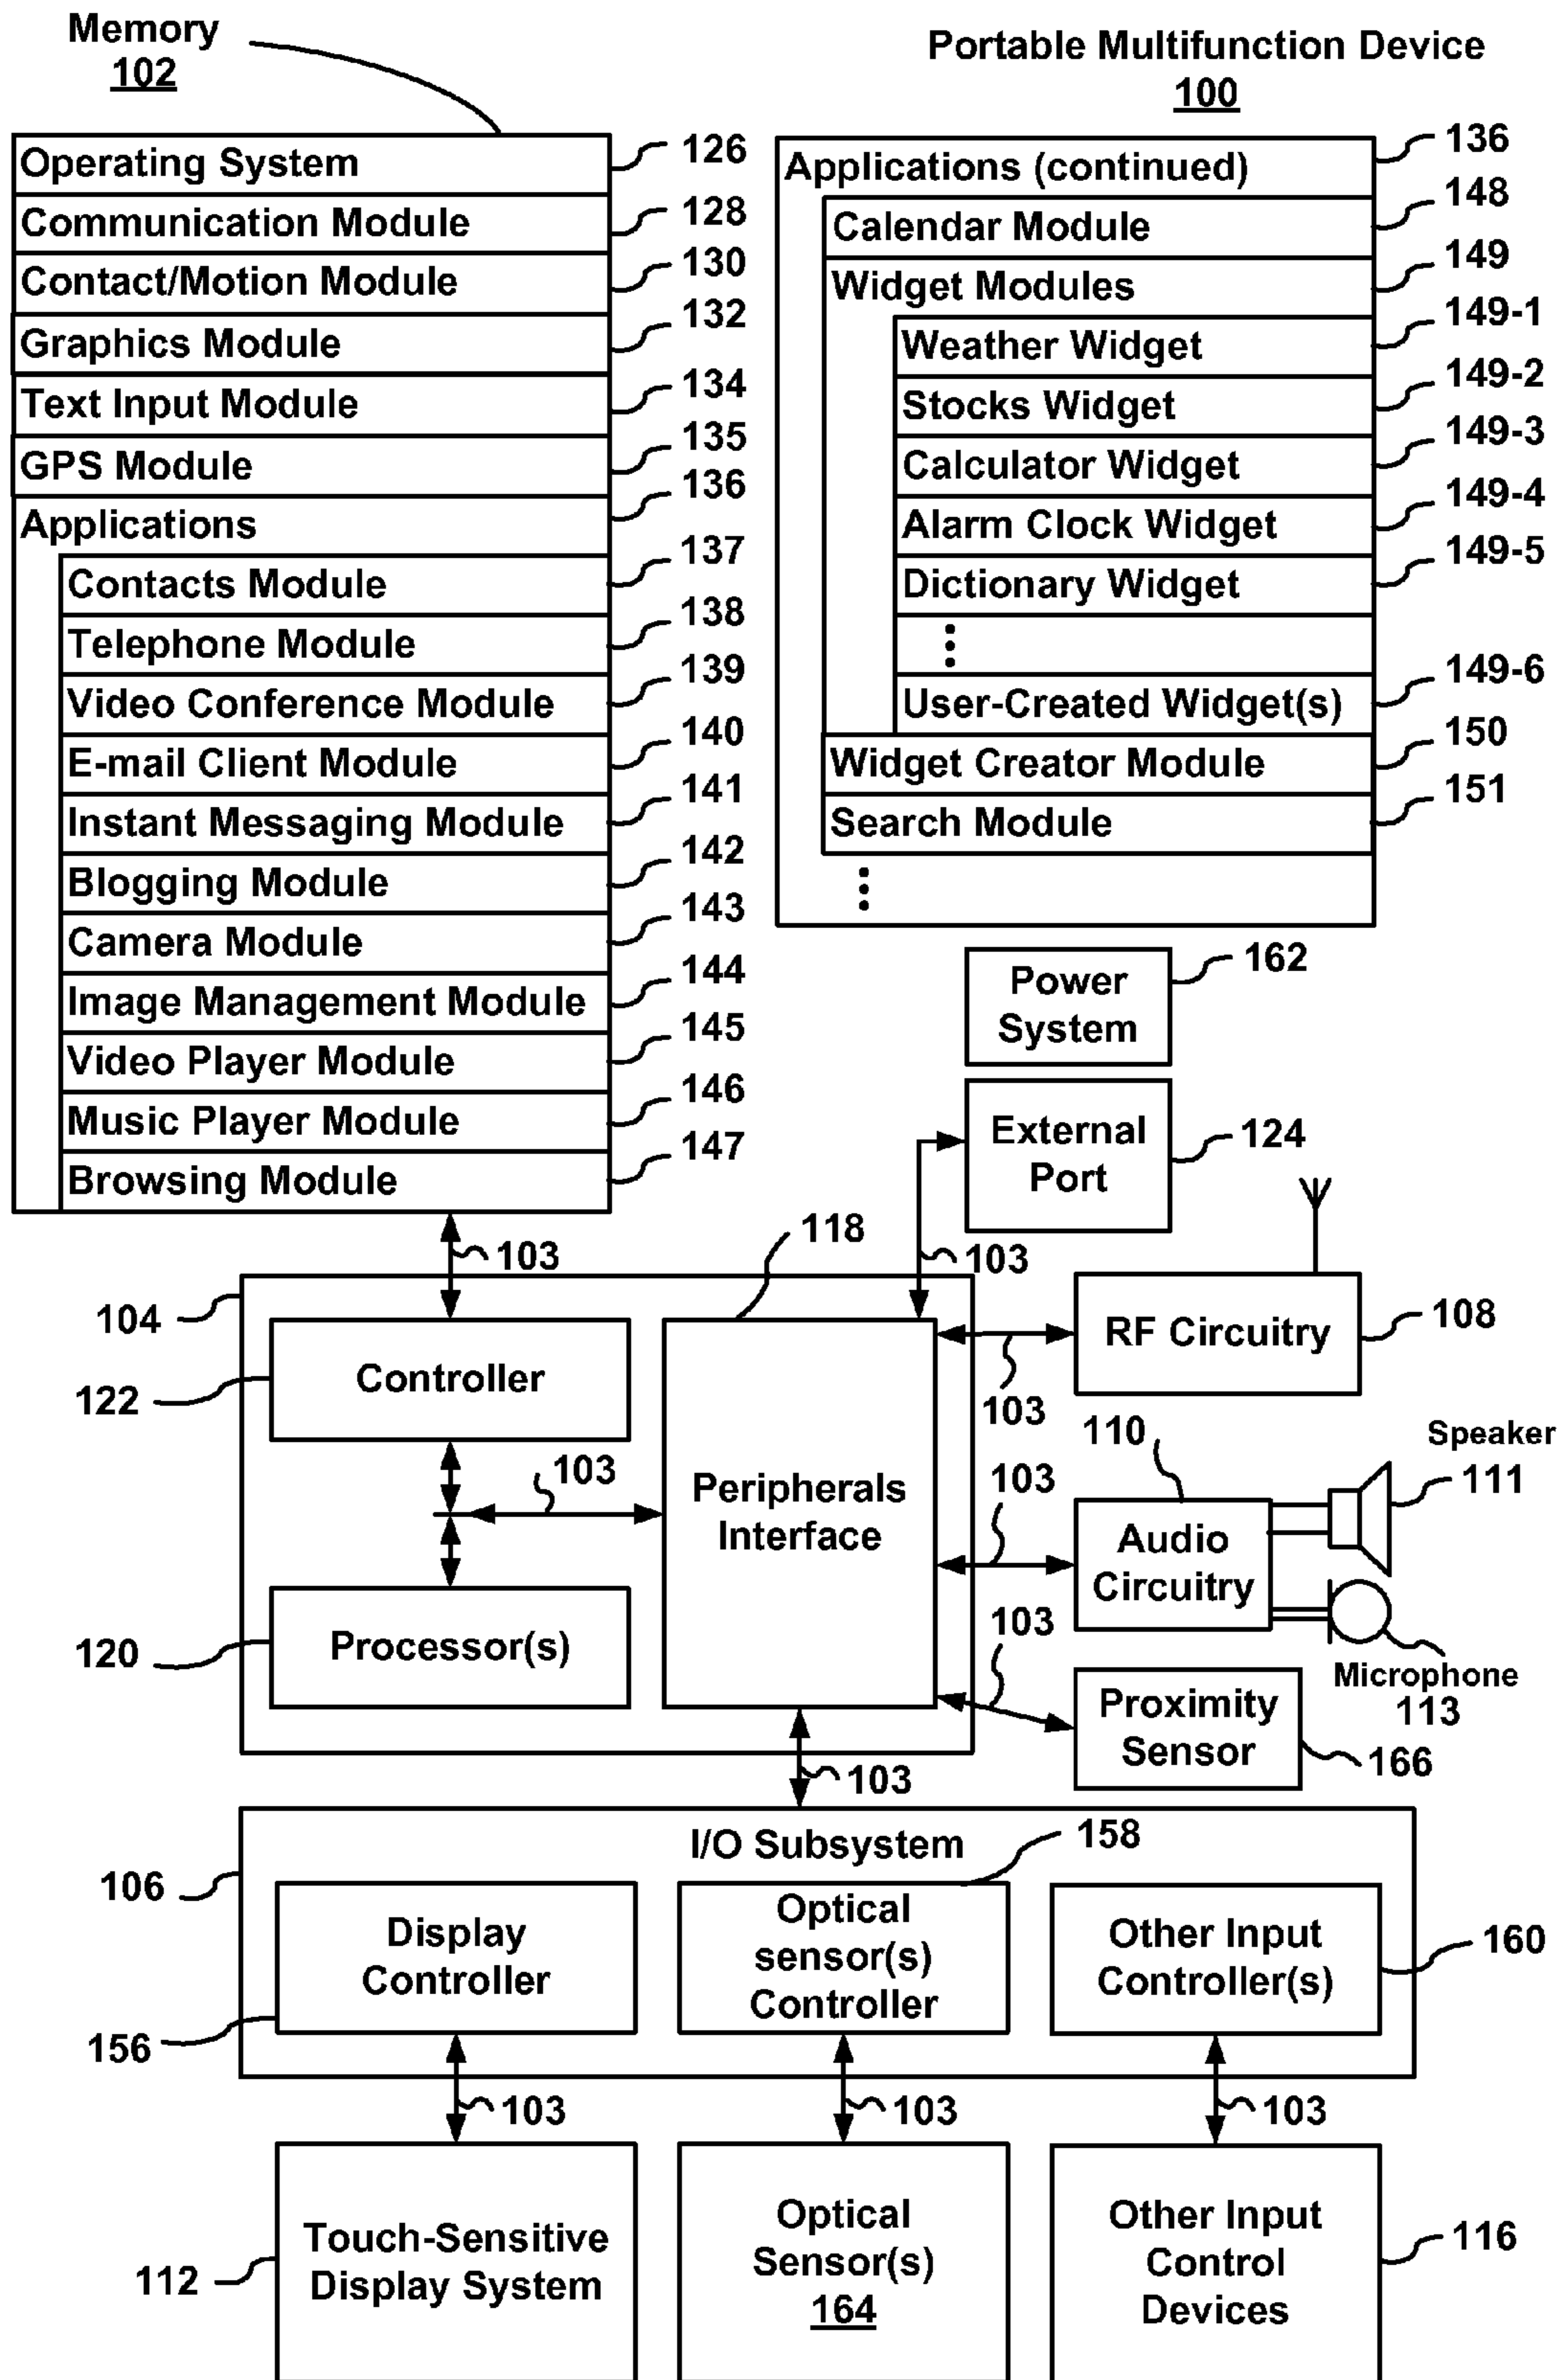 Memory
102
Portable Multifunction Device
100
Operating System
126
Communication Module
128
Contact/Motion Module
130
Graphics Module
132
Text Input Module
134
GPS Module
135
Applications
136
Contacts Module
137
Telephone Module
138
Video Conference Module
139
E-mail Client Module
140
Instant Messaging Module
141
Blogging Module
142
Camera Module
143
Image Management Module
144
Video Player Module
145
Music Player Module
146
Browsing Module
147
Applications (continued)
136
Calendar Module
148
Widget Modules
149
Weather Widget
149-1
Stocks Widget
149-2
Calculator Widget
149-3
Alarm Clock Widget
149-4
Dictionary Widget
149-5
User-Created Widget(s)
149-6
Widget Creator Module
150
Search Module
151
Power
System
162
External
Port
124
103
118
103
104
Controller
122
RF Circuitry
108
103
103
Peripherals
Interface
110
Speaker
111
103
Audio
Circuitry
Processor(s)
120
103
Microphone
113
Proximity
Sensor
166
103
I/O Subsystem
158
106
Display
Controller
156
Optical
sensor(s)
Controller
Other Input
Controller(s)
160
103
103
103
Touch-Sensitive
Display System
112
Optical
Sensor(s)
164
Other Input
Control
Devices
116